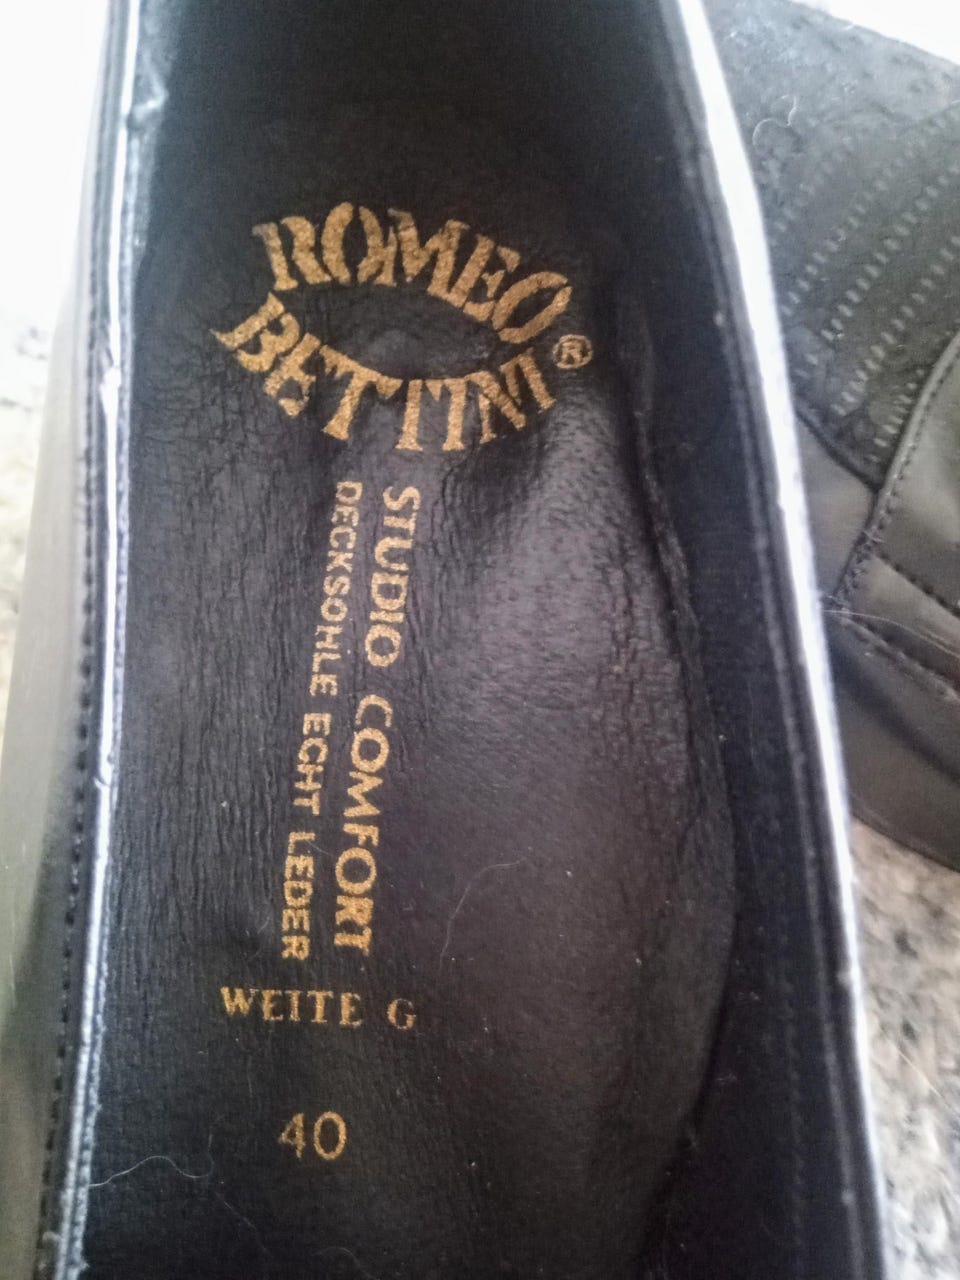 ROMEO
BETTINI ®
STUDIO COMFORT
DECKSOHLE ECHT LEDER
WEITE G
40